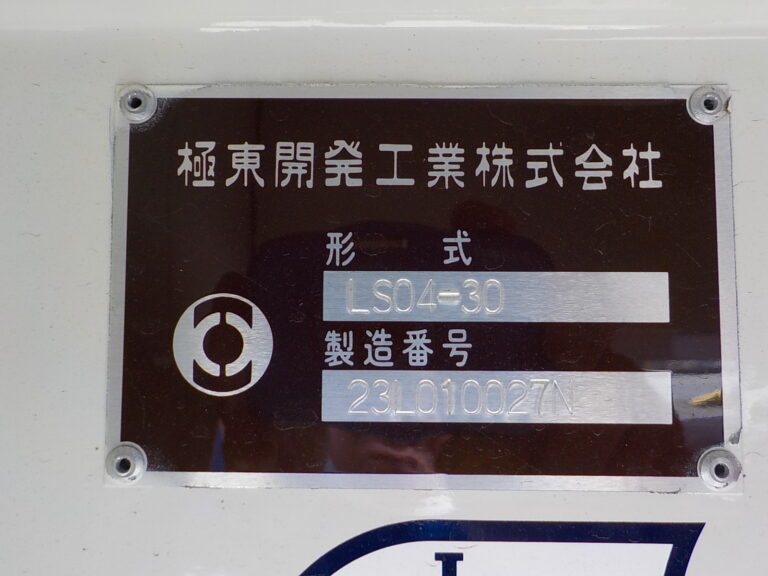 極東開発工業株式会社
形 式
LS04-30
製造番号
23L010027N
L